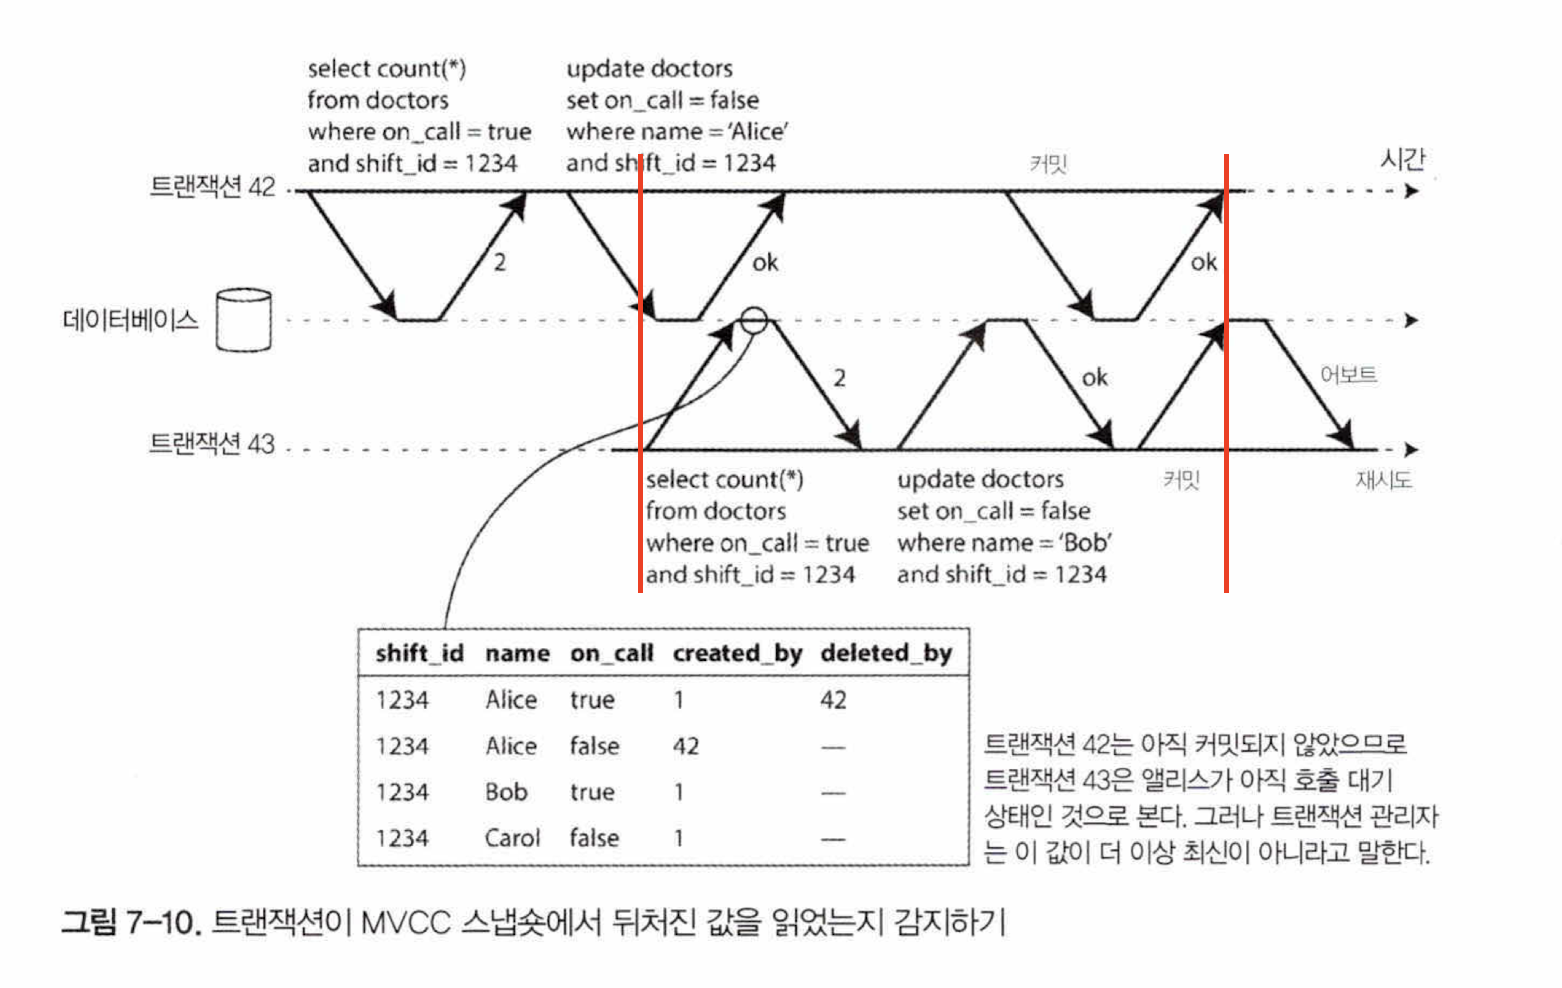 select count(*)
from doctors
where on_call = true
and shift_id = 1234
update doctors
set on_call = false
where name = ‘Alice’
and shift_id = 1234
커밋
시간
트랜잭션 42
2
ok
ok
데이터베이스
2
ok
어보트
트랜잭션 43
select count(*)
from doctors
where on_call = true
and shift_id = 1234
update doctors
set on_call = false
where name = ‘Bob’
and shift_id = 1234
커밋
재시도
shift_id name on_call created_by deleted_by
1234 Alice true 1 42
1234 Alice false 42 —
1234 Bob true 1 —
1234 Carol false 1 —
트랜잭션 42는 아직 커밋되지 않았으므로
트랜잭션 43은 앨리스가 아직 호출 대기
상태인 것으로 본다. 그러나 트랜잭션 관리자
는 이 값이 더 이상 최신이 아니라고 말한다.
그림 7–10. 트랜잭션이 MVCC 스냅숏에서 뒤처진 값을 읽었는지 감지하기